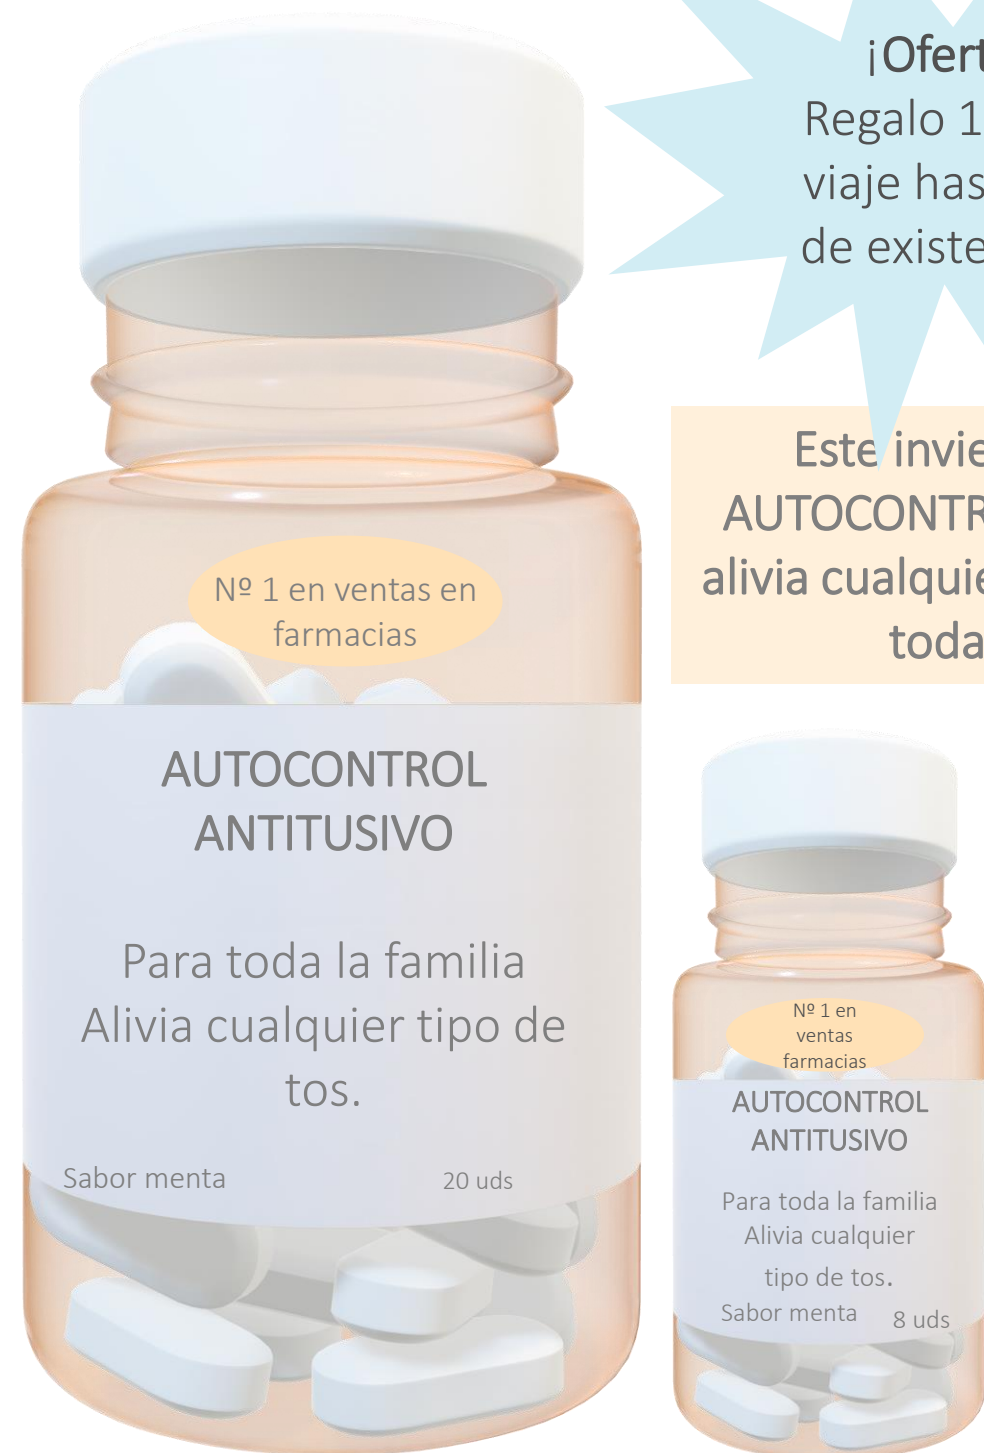 ¡Ofert
Regalo 1
viaje has
de existe
Este invie
AUTOCONTR
alivia cualquie
toda
Nº 1 en ventas en
farmacias
AUTOCONTROL
ANTITUSIVO
Para toda la familia
Alivia cualquier tipo de
tos.
Sabor menta 20 uds
Nº 1 en
ventas
farmacias
AUTOCONTROL
ANTITUSIVO
Para toda la familia
Alivia cualquier
tipo de tos.
Sabor menta 8 uds